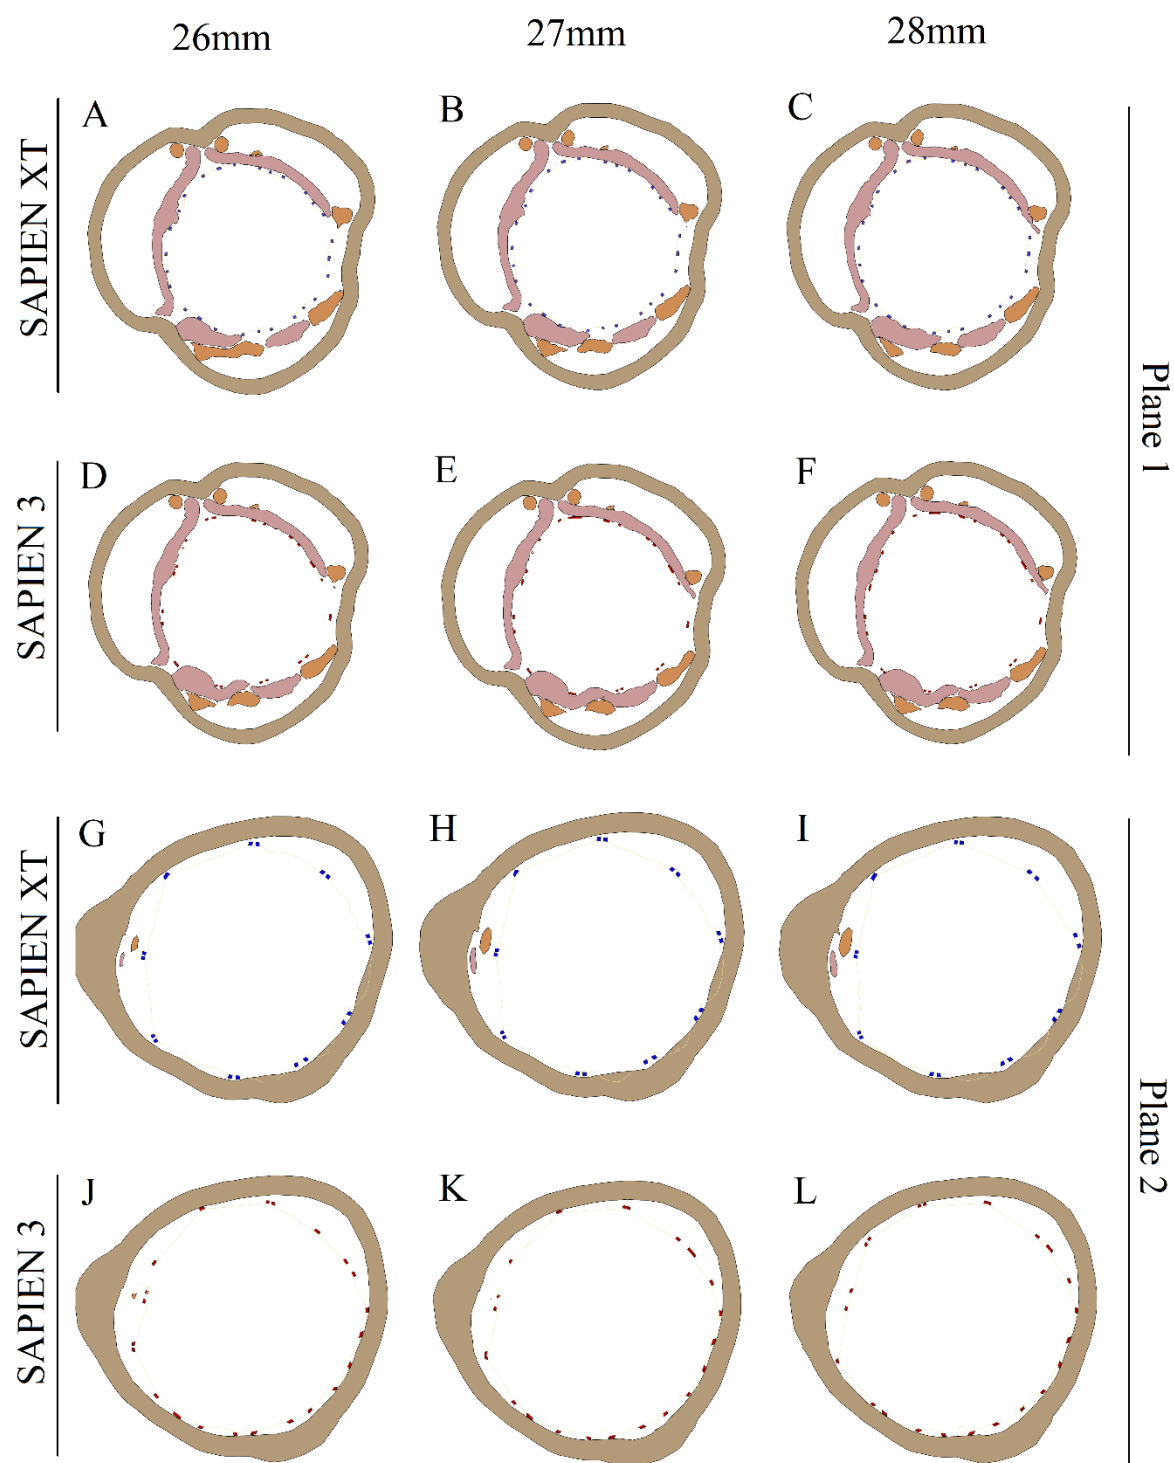 26mm 27mm 28mm
SAPIEN XT
A B C
Plane 1
SAPIEN 3
D E F
SAPIEN XT
G H I
Plane 2
SAPIEN 3
J K L